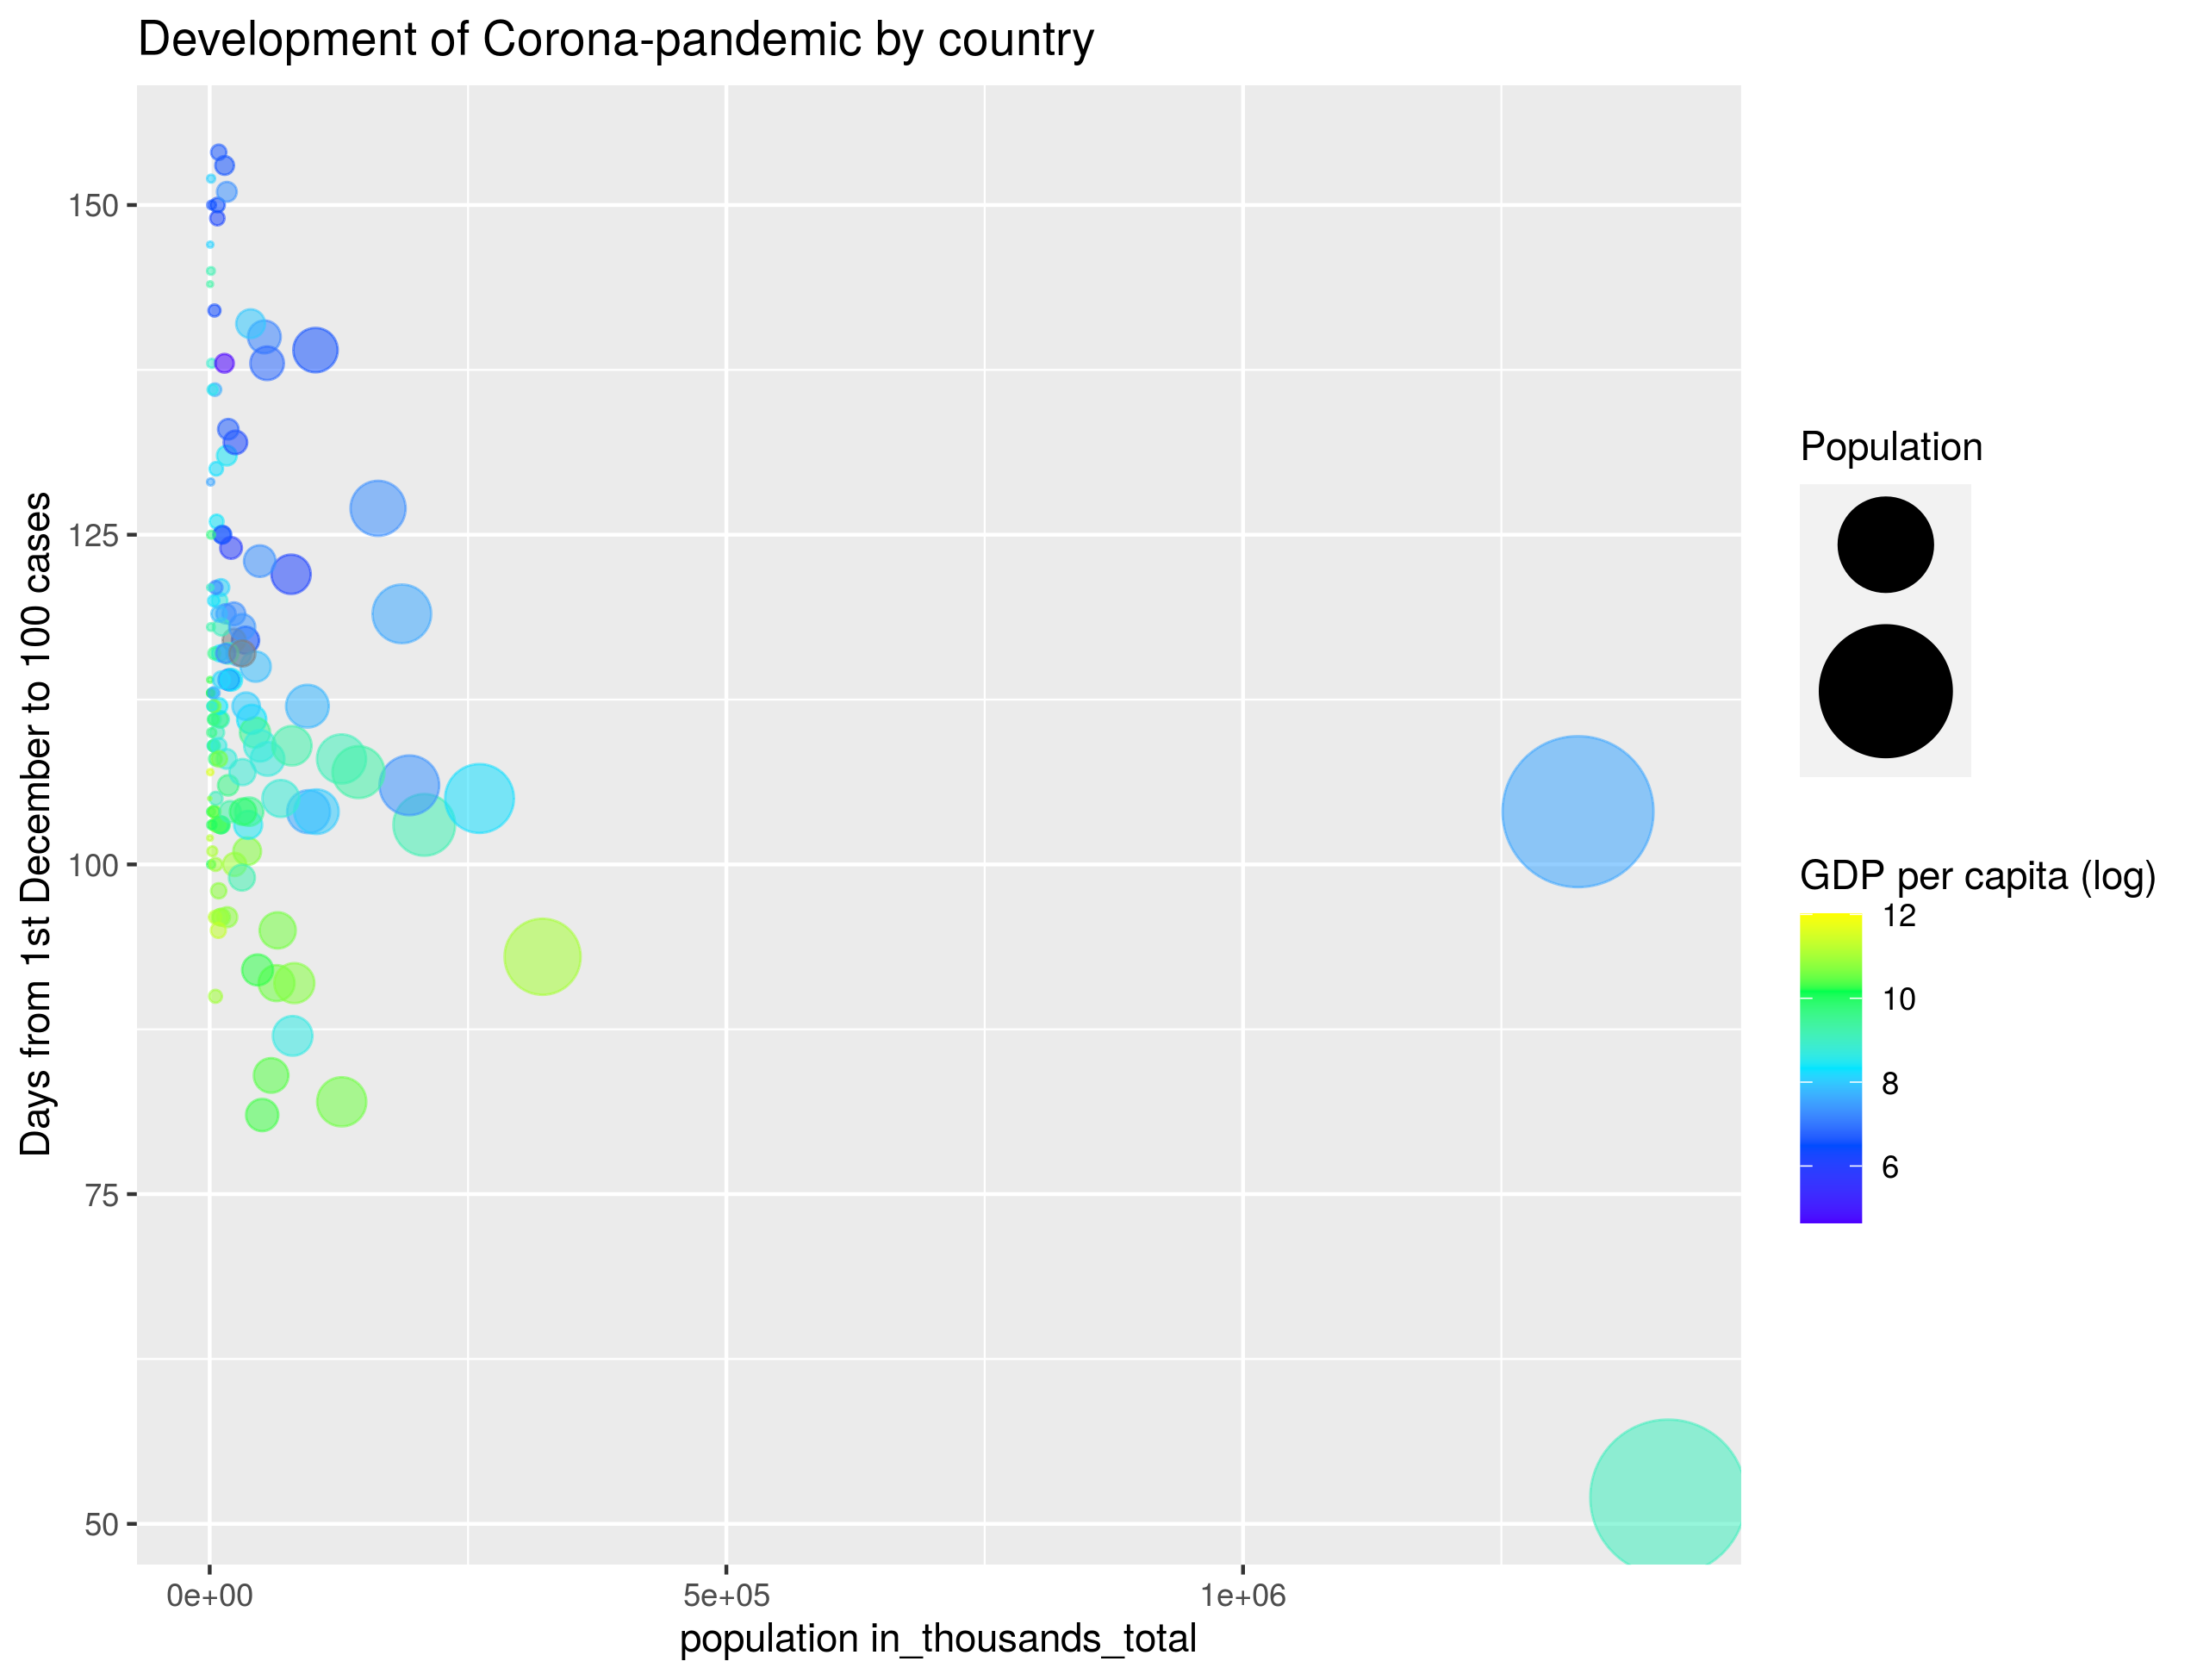 Development of Corona-pandemic by country
Days from 1st December to 100 cases
150
125
100
75
50
0e+00
5e+05
1e+06
population in_thousands_total
Population
GDP per capita (log)
12
10
8
6